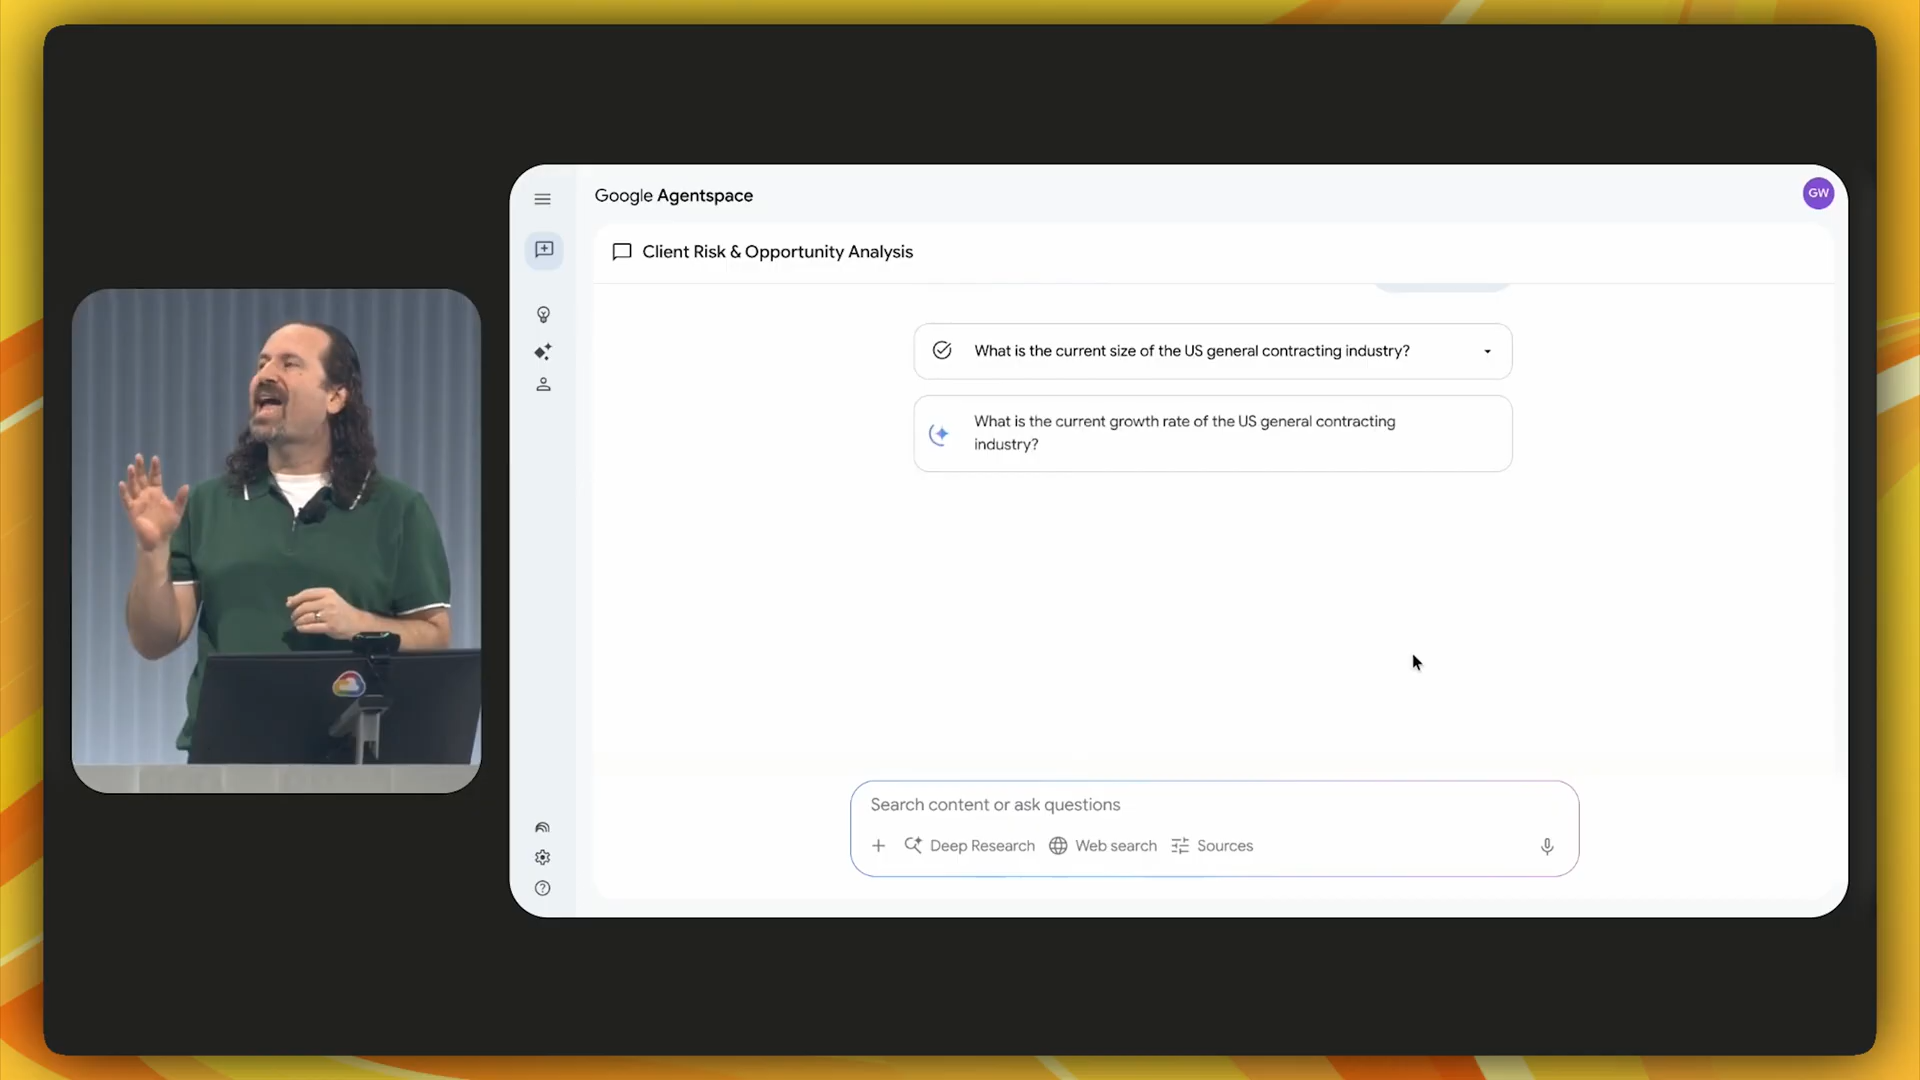 Google Agentspace
GW
Client Risk & Opportunity Analysis
What is the current size of the US general contracting industry?
What is the current growth rate of the US general contracting
industry?
Search content or ask questions
Deep Research
Web search
Sources